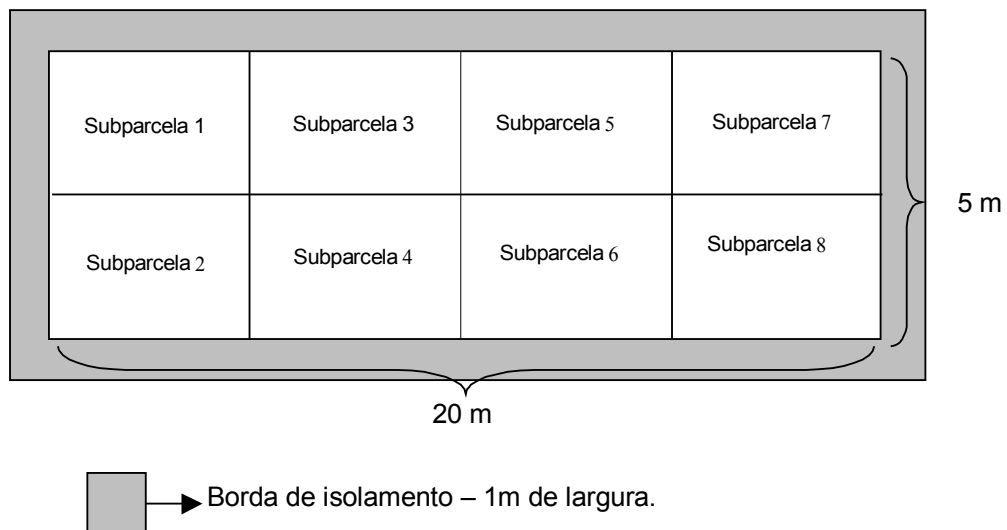 Subparcela 1
Subparcela 3
Subparcela 5
Subparcela 7
5 m
Subparcela 2
Subparcela 4
Subparcela 6
Subparcela 8
20 m
Borda de isolamento – 1m de largura.